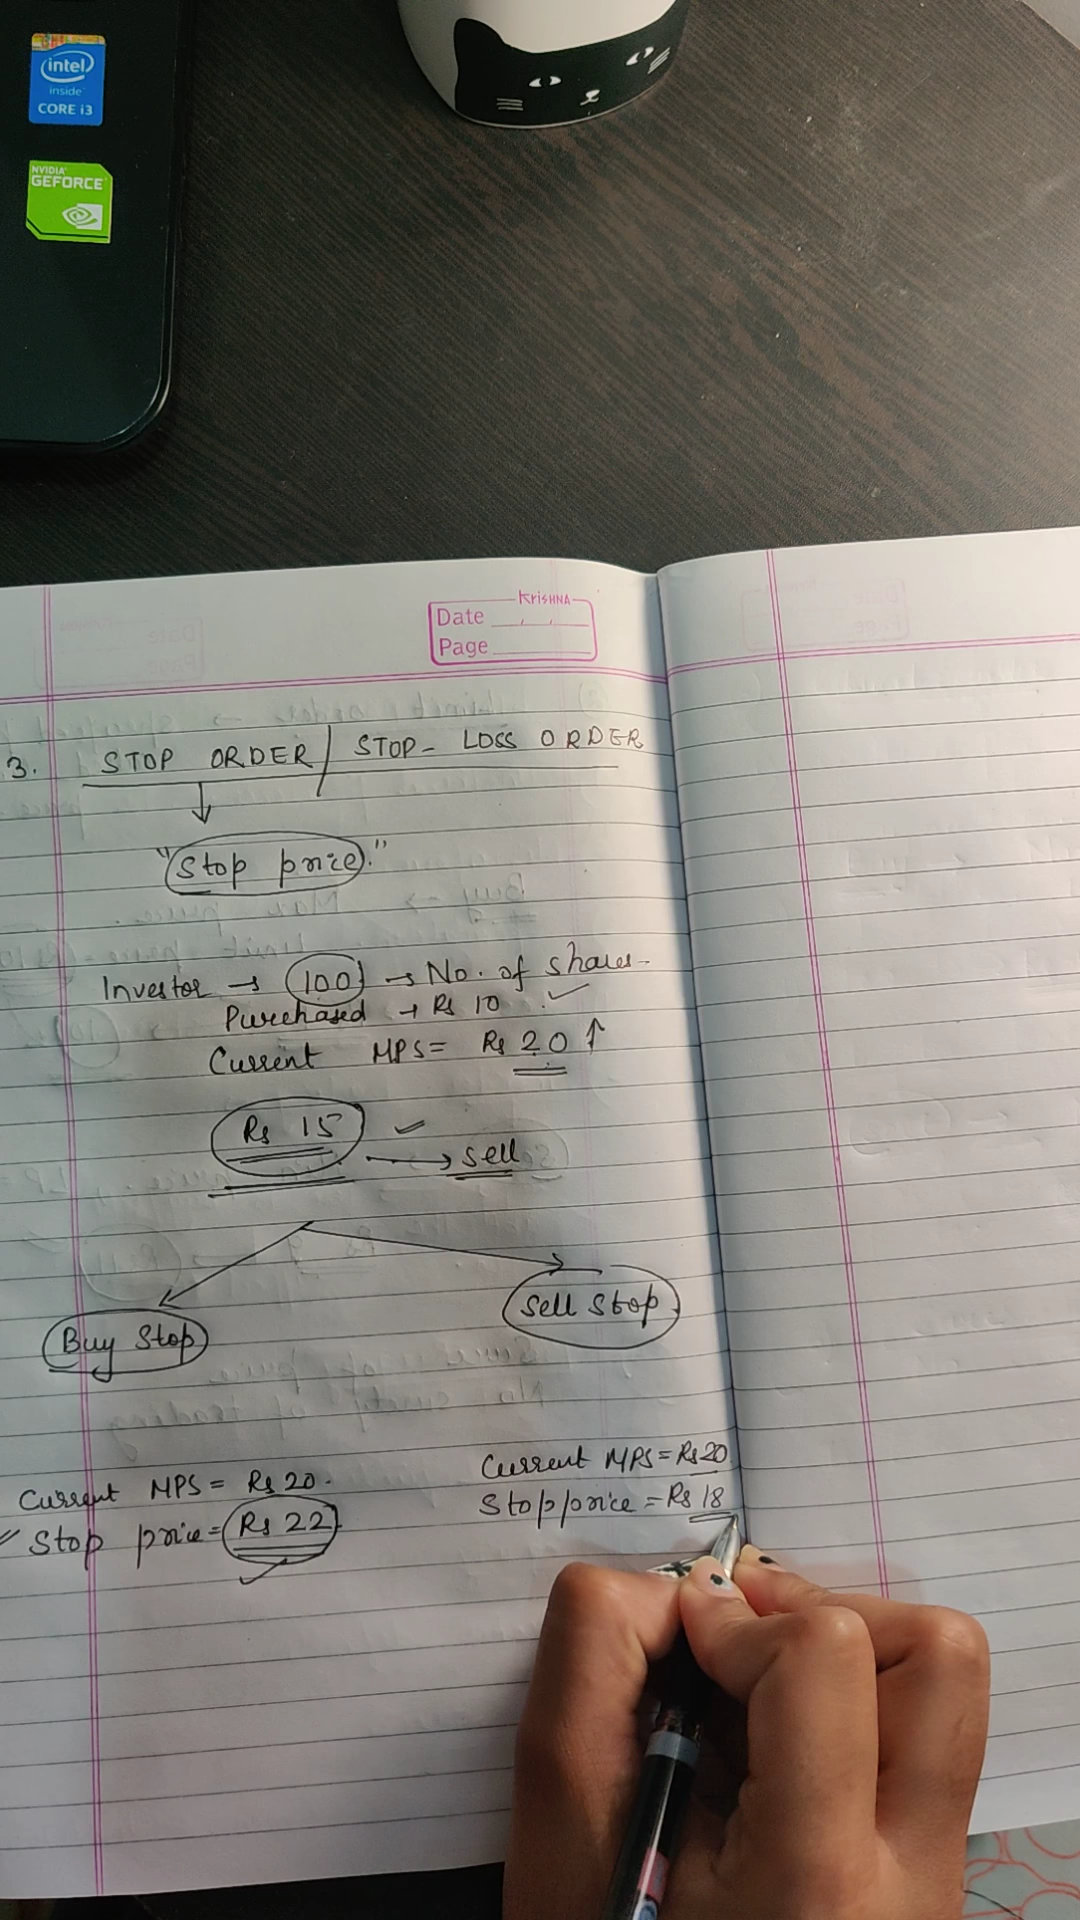 intel
inside
CORE i3
NVIDIA
GEFORCE
KRISHNA
Date
Page
3. STOP ORDER / STOP- LOSS ORDER
"Stop price."
Investor → 100 → No. of shares
Purchased → Rs 10 ✓
Current MPS = Rs 20 ↑
Rs 15 ✓
→ sell
Buy Stop
Sell Stop
Current MPS = Rs 20.
Stop price = Rs 22
Current MPS = Rs 20
Stop price = Rs 18